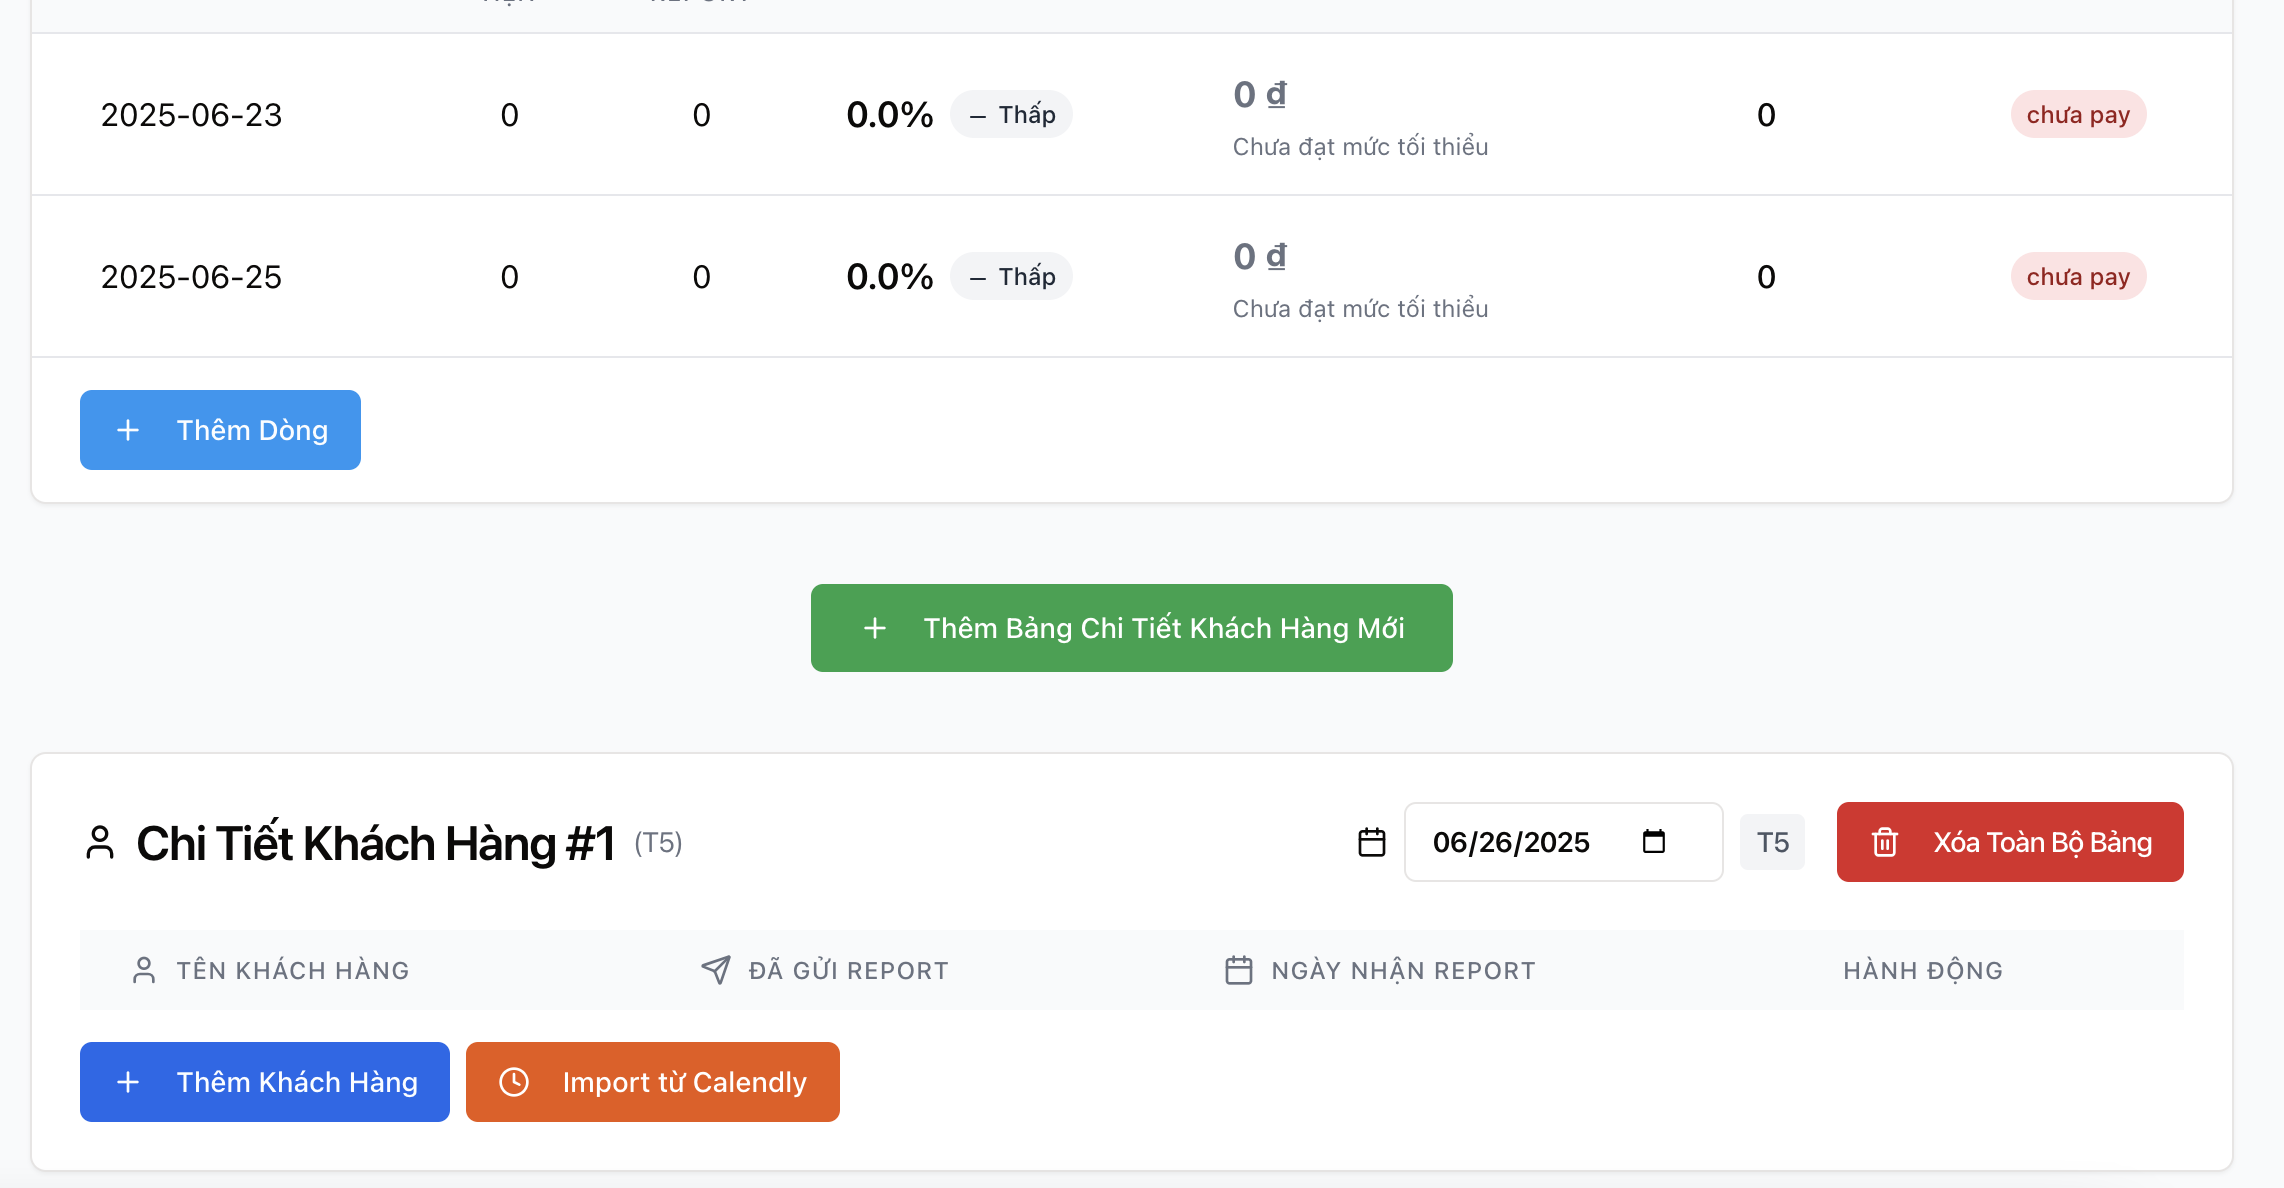 2025-06-23 0 0 0.0% – Thấp 0 ₫ 0 chưa pay
Chưa đạt mức tối thiểu
2025-06-25 0 0 0.0% – Thấp 0 ₫ 0 chưa pay
Chưa đạt mức tối thiểu
+ Thêm Dòng
+ Thêm Bảng Chi Tiết Khách Hàng Mới
Chi Tiết Khách Hàng #1 (T5) 06/26/2025 T5 Xóa Toàn Bộ Bảng
TÊN KHÁCH HÀNG ĐÃ GỬI REPORT NGÀY NHẬN REPORT HÀNH ĐỘNG
+ Thêm Khách Hàng Import từ Calendly